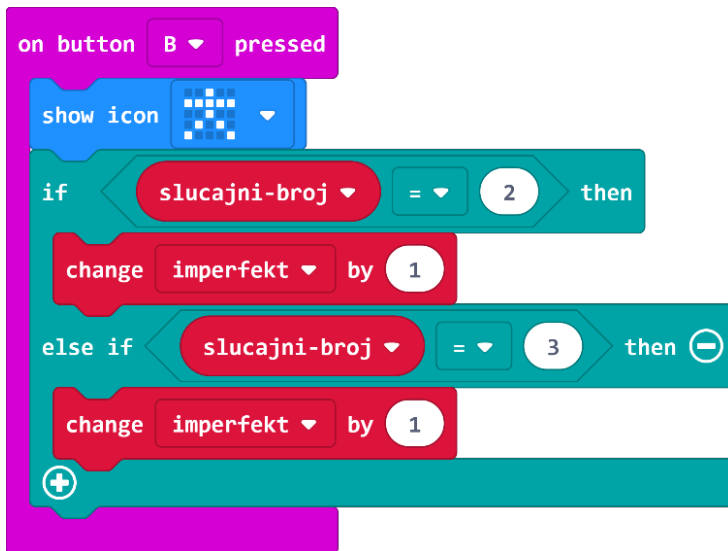 on button B pressed
show icon
if slucajni-broj = 2 then
change imperfekt by 1
else if slucajni-broj = 3 then
change imperfekt by 1